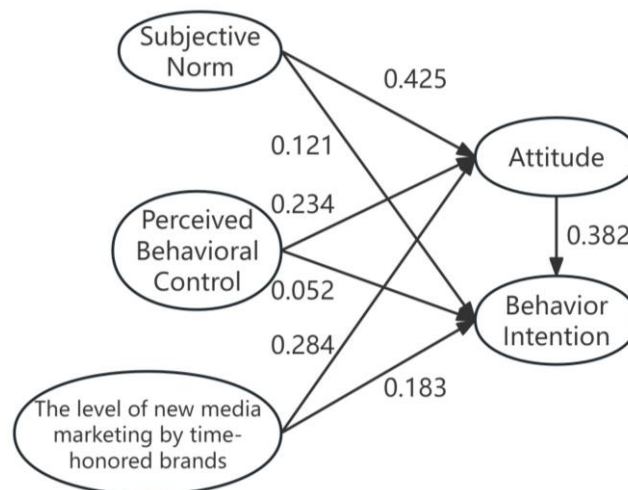 Subjective
Norm
0.425
0.121
Attitude
0.234
Perceived
Behavioral
Control
0.382
0.052
Behavior
Intention
0.284
0.183
The level of new media
marketing by time-
honored brands